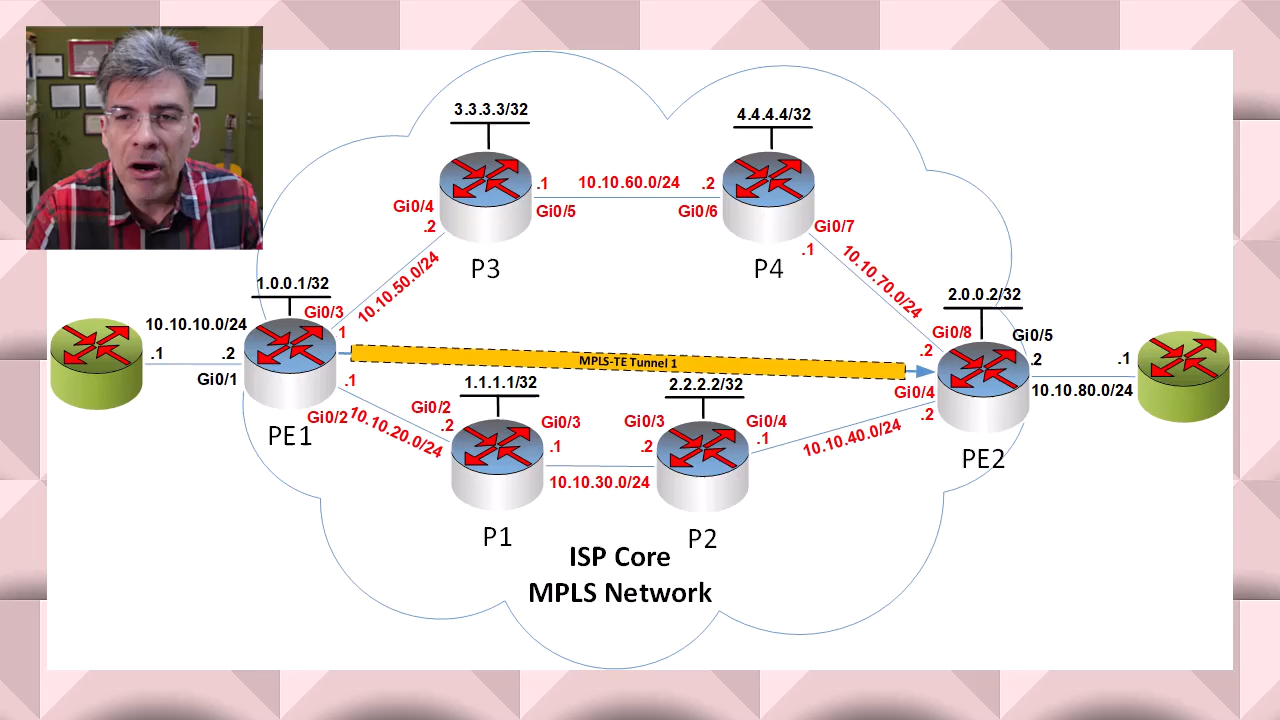 3.3.3.3/32
4.4.4.4/32
.1
10.10.60.0/24
.2
Gi0/4
Gi0/5
Gi0/6
.2
Gi0/7
.1
P3
P4
10.10.50.0/24
10.10.70.0/24
1.0.0.1/32
2.0.0.2/32
Gi0/3
.1
10.10.10.0/24
Gi0/8
Gi0/5
.1
.2
.2
.2
.1
Gi0/1
MPLS-TE Tunnel 1
10.10.80.0/24
.1
1.1.1.1/32
2.2.2.2/32
Gi0/4
.2
Gi0/2
10.10.20.0/24
Gi0/2
.2
Gi0/3
.1
Gi0/3
.2
Gi0/4
.1
10.10.40.0/24
PE1
PE2
10.10.30.0/24
P1
P2
ISP Core
MPLS Network